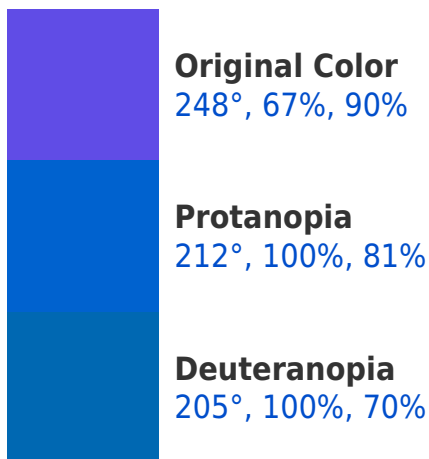 Original Color
248°, 67%, 90%
Protanopia
212°, 100%, 81%
Deuteranopia
205°, 100%, 70%